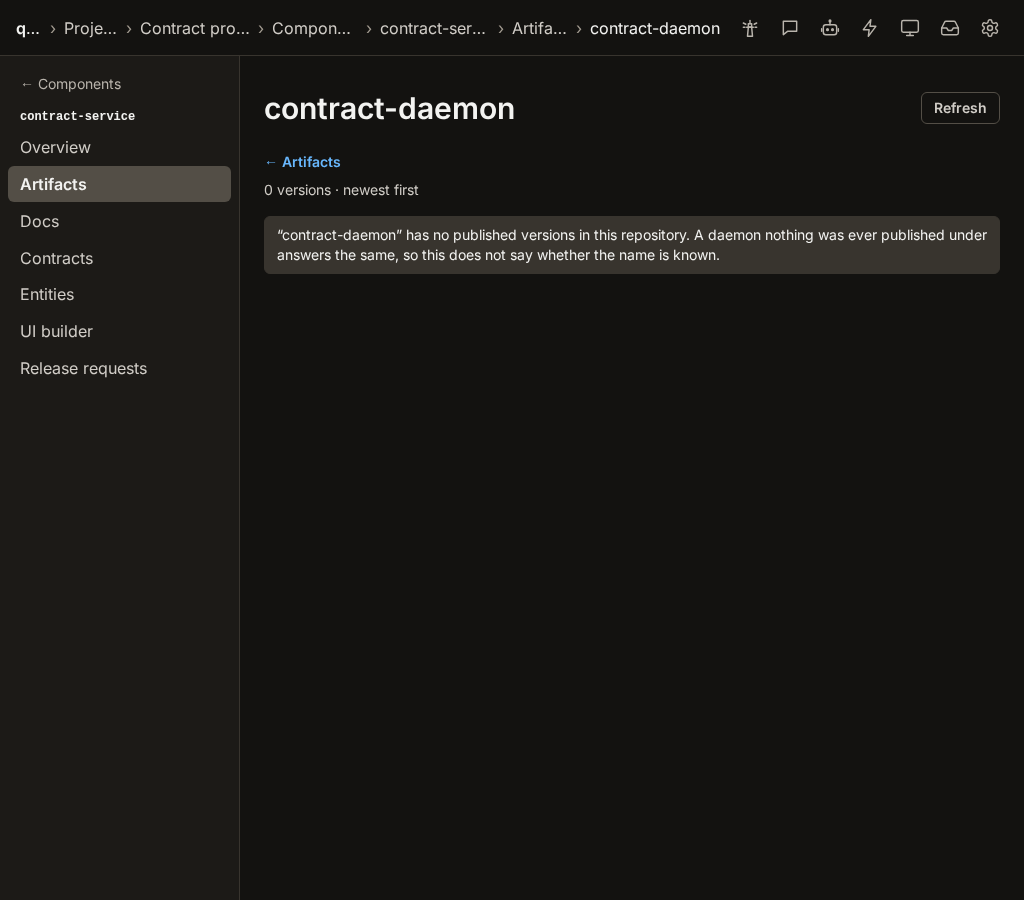 q... › Proje... › Contract pro... › Compon... › contract-ser... › Artifa... › contract-daemon
← Components
contract-service
Overview
Artifacts
Docs
Contracts
Entities
UI builder
Release requests
contract-daemon
Refresh
← Artifacts
0 versions · newest first
“contract-daemon” has no published versions in this repository. A daemon nothing was ever published under
answers the same, so this does not say whether the name is known.